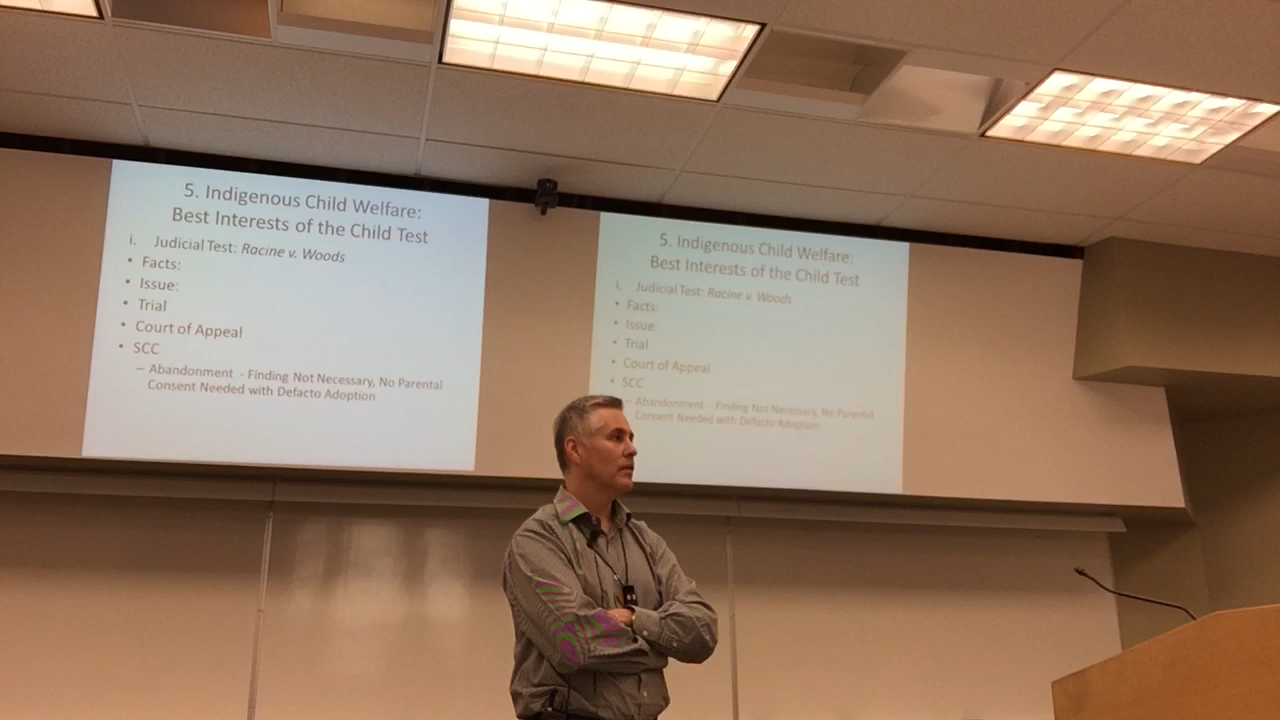 5. Indigenous Child Welfare:
Best Interests of the Child Test
i. Judicial Test: Racine v. Woods
• Facts:
• Issue:
• Trial
• Court of Appeal
• SCC
– Abandonment - Finding Not Necessary, No Parental
Consent Needed with Defacto Adoption
5. Indigenous Child Welfare:
Best Interests of the Child Test
i. Judicial Test: Racine v. Woods
• Facts:
• Issue:
• Trial
• Court of Appeal
• SCC
– Abandonment - Finding Not Necessary, No Parental
Consent Needed with Defacto Adoption